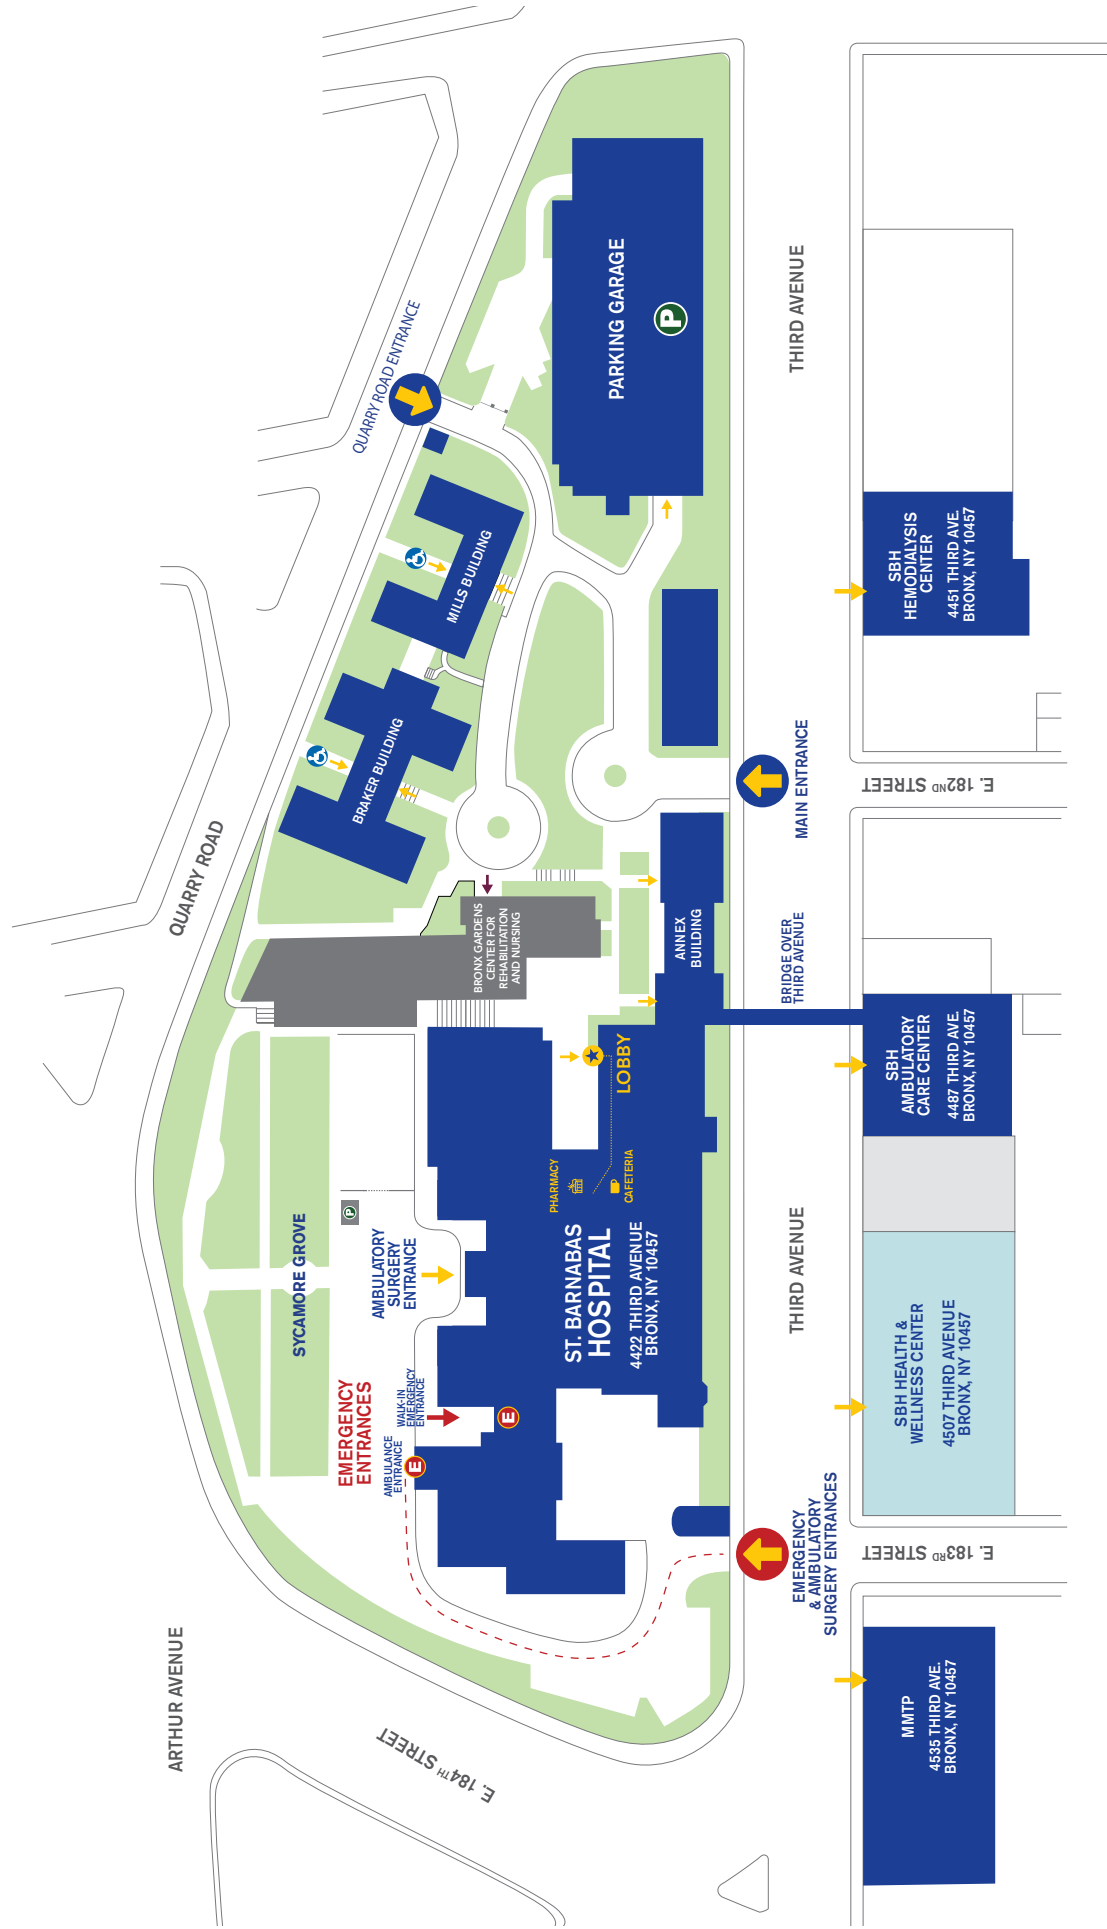 QUARRY ROAD ENTRANCE
PARKING GARAGE
P
THIRD AVENUE
MILLS BUILDING
BRAKER BUILDING
QUARRY ROAD
SBH
HEMODIALYSIS
CENTER
4451 THIRD AVE.
BRONX, NY 10457
MAIN ENTRANCE
E. 182ND STREET
BRONX GARDENS
CENTER FOR
REHABILITATION
AND NURSING
ANNEX
BUILDING
BRIDGE OVER
THIRD AVENUE
SBH
AMBULATORY
CARE CENTER
4487 THIRD AVE.
BRONX, NY 10457
LOBBY
PHARMACY
CAFETERIA
P
SYCAMORE GROVE
AMBULATORY
SURGERY
ENTRANCE
ST. BARNABAS
HOSPITAL
4422 THIRD AVENUE
BRONX, NY 10457
THIRD AVENUE
SBH HEALTH &
WELLNESS CENTER
4507 THIRD AVENUE
BRONX, NY 10457
EMERGENCY
ENTRANCES
WALK-IN
EMERGENCY
ENTRANCE
E
AMBULANCE
ENTRANCE
E
EMERGENCY
& AMBULATORY
SURGERY ENTRANCES
E. 183RD STREET
ARTHUR AVENUE
E. 184TH STREET
MMTP
4535 THIRD AVE.
BRONX, NY 10457